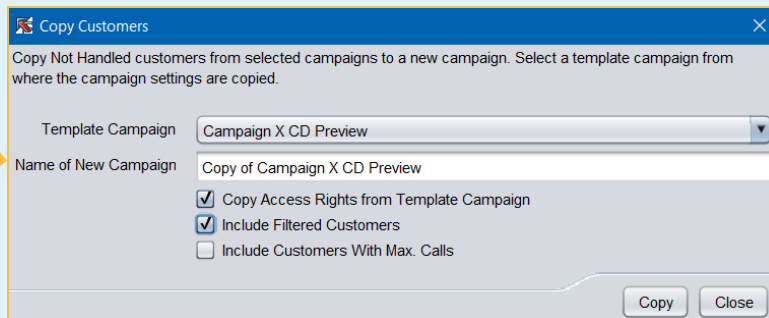 Copy Customers
Copy Not Handled customers from selected campaigns to a new campaign. Select a template campaign from
where the campaign settings are copied.
Template Campaign Campaign X CD Preview
Name of New Campaign Copy of Campaign X CD Preview
Copy Access Rights from Template Campaign
Include Filtered Customers
Include Customers With Max. Calls
Copy Close